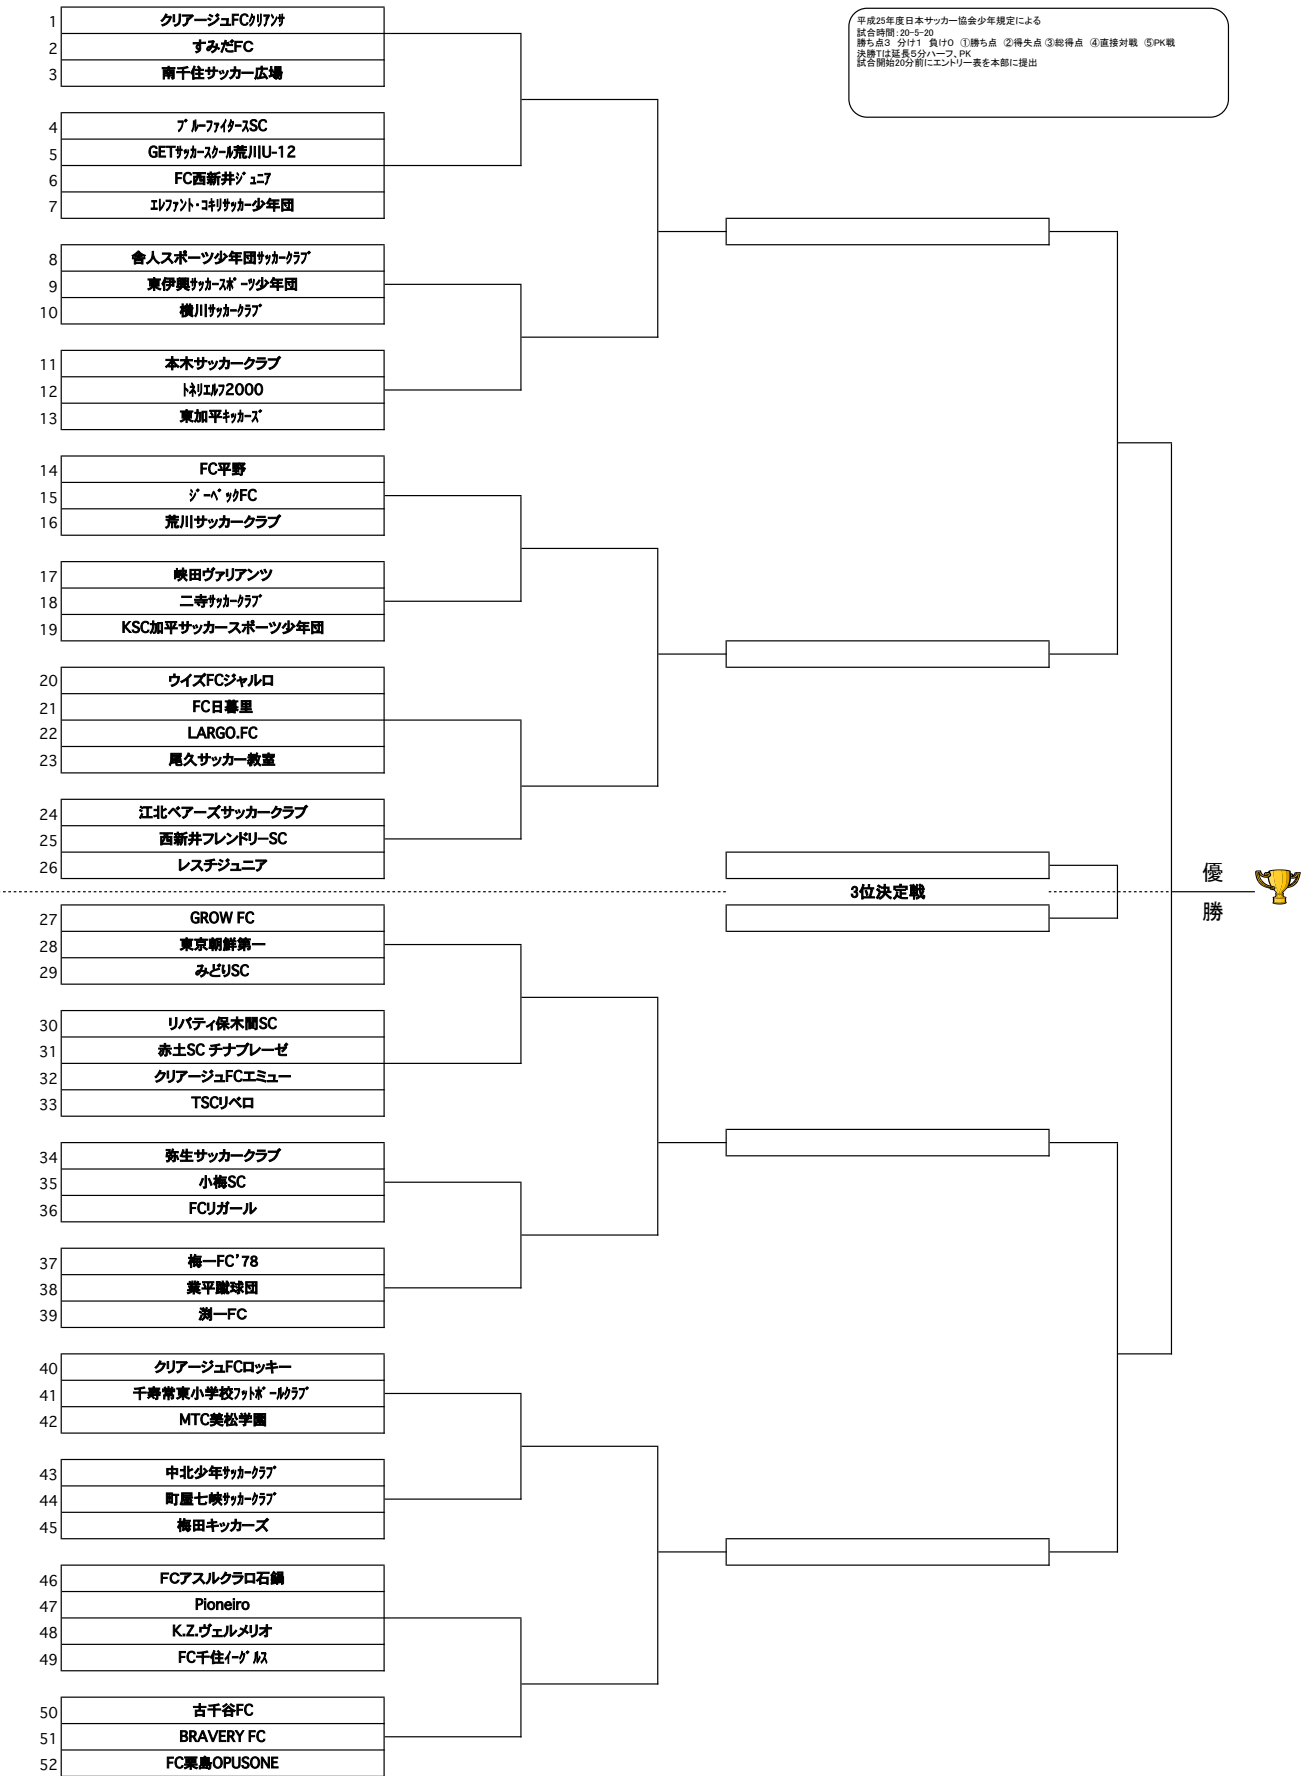 平成25年度日本サッカー協会少年規定による
試合時間:20-5-20
勝ち点3 分け1 負け0 ①勝ち点 ②得失点 ③総得点 ④直接対戦 ⑤PK戦
決勝Tは延長5分ハーフ、PK
試合開始20分前にエントリー表を本部に提出
1 クリアージュFCｸﾘｱﾝｻ
2 すみだFC
3 南千住サッカー広場
4 ﾌﾞﾙｰﾌｧｲﾀｰｽSC
5 GETｻｯｶｰｽｸｰﾙ荒川U-12
6 FC西新井ｼﾞｭﾆｱ
7 ｴﾚﾌｧﾝﾄ・ｺｷﾘｻｯｶｰ少年団
8 舎人スポーツ少年団ｻｯｶｰｸﾗﾌﾞ
9 東伊興ｻｯｶｰｽﾎﾟｰﾂ少年団
10 横川ｻｯｶｰｸﾗﾌﾞ
11 本木サッカークラブ
12 ﾄﾈﾘｴﾙﾌ2000
13 東加平ｷｯｶｰｽﾞ
14 FC平野
15 ｼﾞｰﾍﾞｯｸFC
16 荒川サッカークラブ
17 峡田ヴァリアンツ
18 二寺ｻｯｶｰｸﾗﾌﾞ
19 KSC加平サッカースポーツ少年団
20 ウイズFCジャルロ
21 FC日暮里
22 LARGO.FC
23 尾久サッカー教室
24 江北ベアーズサッカークラブ
25 西新井フレンドリーSC
26 レスチジュニア
3位決定戦
優
勝
27 GROW FC
28 東京朝鮮第一
29 みどりSC
30 リバティ保木間SC
31 赤土SC チナブレーゼ
32 クリアージュFCエミュー
33 TSCリベロ
34 弥生サッカークラブ
35 小梅SC
36 FCリガール
37 梅一FC’78
38 業平蹴球団
39 渕一FC
40 クリアージュFCロッキー
41 千寿常東小学校ﾌｯﾄﾎﾞｰﾙｸﾗﾌﾞ
42 MTC美松学園
43 中北少年ｻｯｶｰｸﾗﾌﾞ
44 町屋七峡ｻｯｶｰｸﾗﾌﾞ
45 梅田キッカーズ
46 FCアスルクラロ石鍋
47 Pioneiro
48 K.Z.ヴェルメリオ
49 FC千住ｲｰｸﾞﾙｽ
50 古千谷FC
51 BRAVERY FC
52 FC栗島OPUSONE